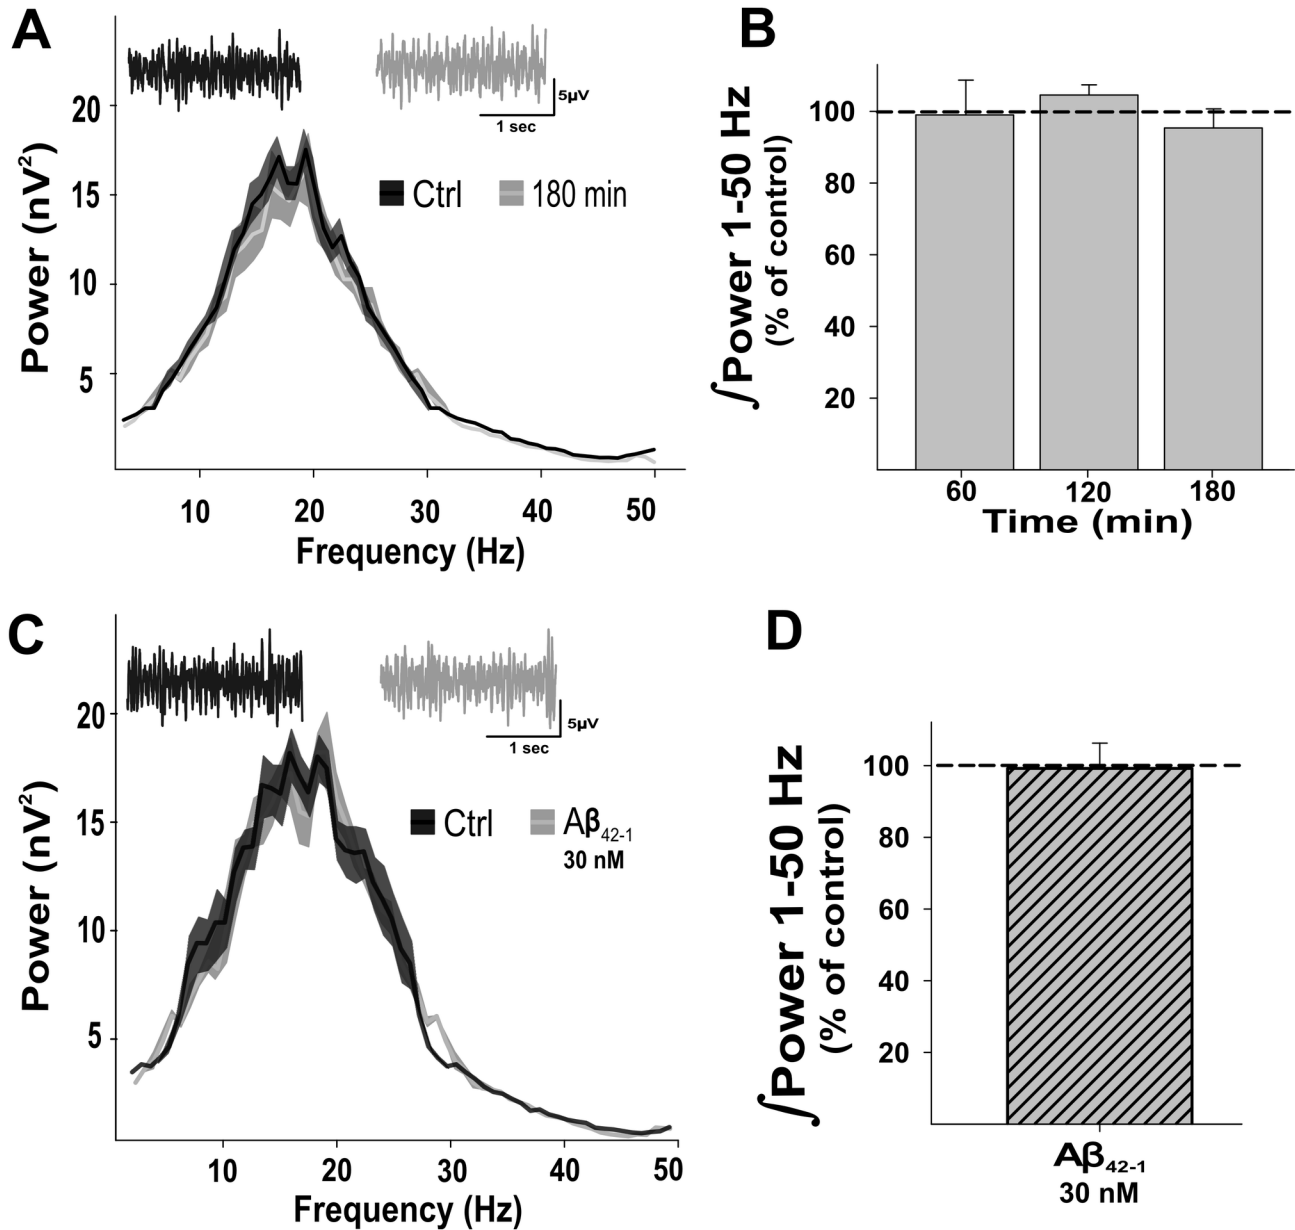 A
5µV
1 sec
20
15
10
5
Power (nV²)
Ctrl
180 min
10 20 30 40 50
Frequency (Hz)
B
∫Power 1-50 Hz
(% of control)
100
80
60
40
20
60 120 180
Time (min)
C
5µV
1 sec
20
15
10
5
Power (nV²)
Ctrl
Aβ₄₂₋₁
30 nM
10 20 30 40 50
Frequency (Hz)
D
∫Power 1-50 Hz
(% of control)
100
80
60
40
20
Aβ₄₂₋₁
30 nM